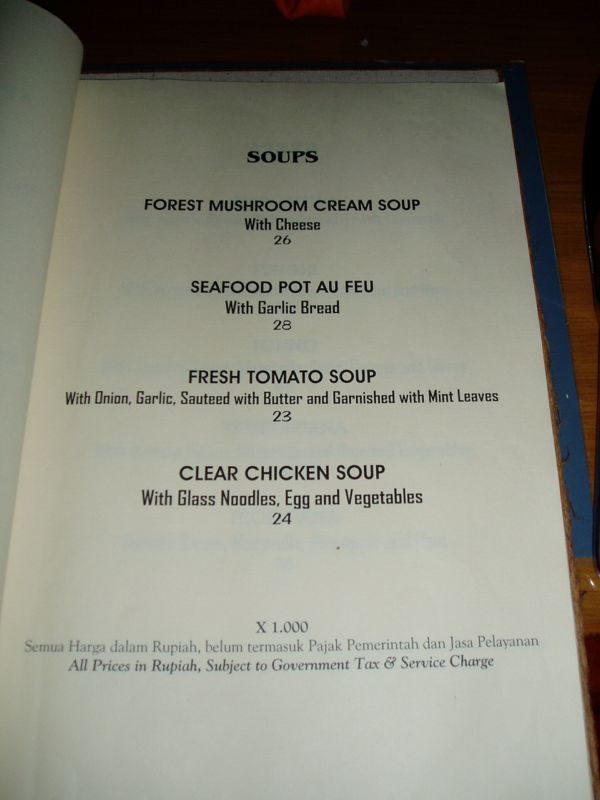 SOUPS
FOREST MUSHROOM CREAM SOUP
With Cheese
26
SEAFOOD POT AU FEU
With Garlic Bread
28
FRESH TOMATO SOUP
With Onion, Garlic, Sauteed with Butter and Garnished with Mint Leaves
23
CLEAR CHICKEN SOUP
With Glass Noodles, Egg and Vegetables
24
X 1.000
Semua Harga dalam Rupiah, belum termasuk Pajak Pemerintah dan Jasa Pelayanan
All Prices in Rupiah, Subject to Government Tax & Service Charge